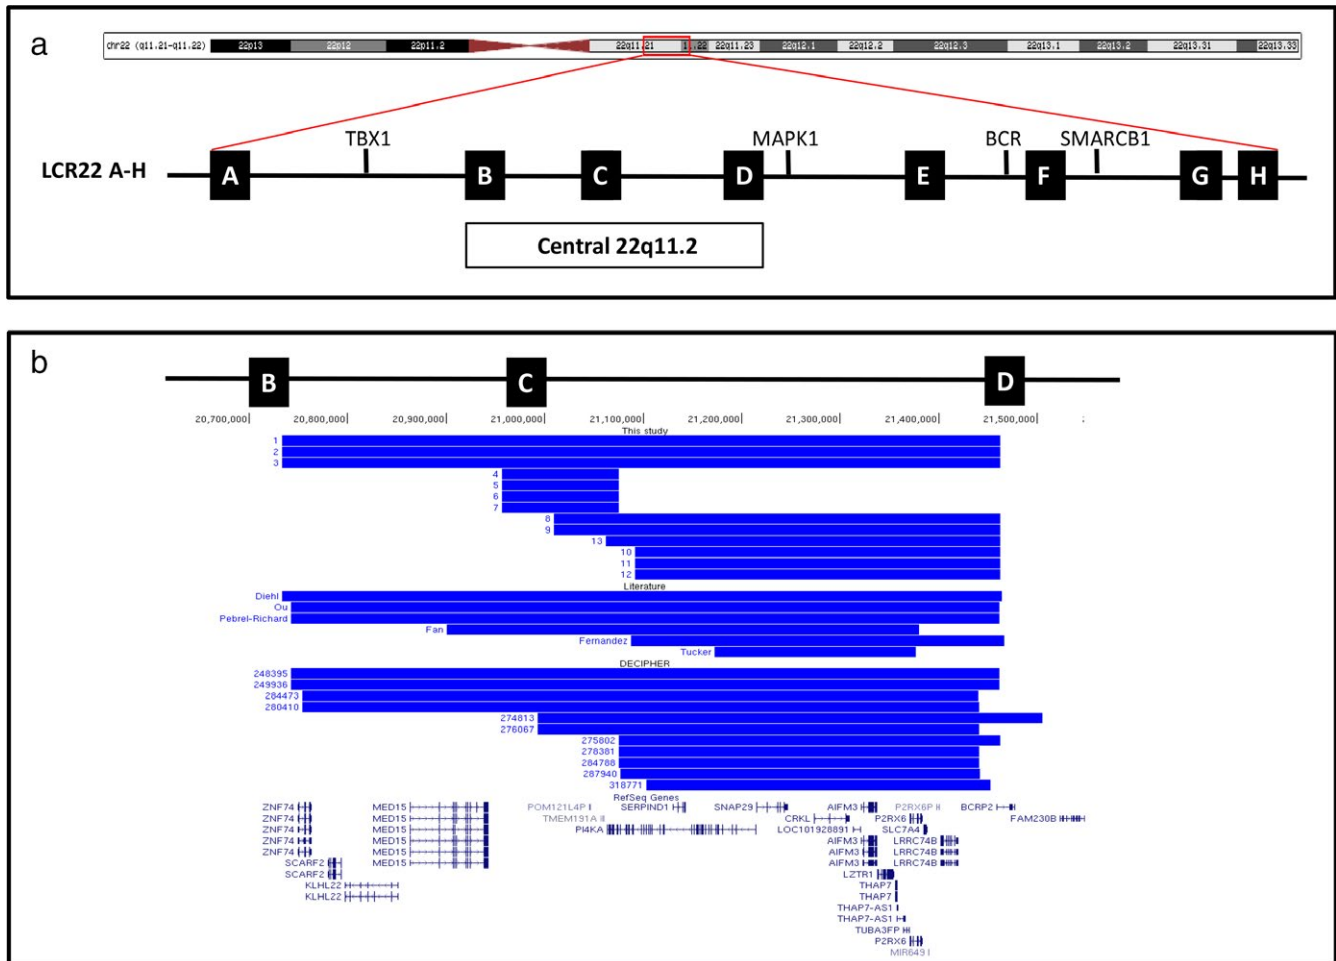 a
chr22 (q11.21-q11.22) 22p13 22p12 22p11.2 22q11.21 11.22 22q11.23 22q12.1 22q12.2 22q12.3 22q13.1 22q13.2 22q13.31 22q13.33
TBX1 MAPK1 BCR SMARCB1
LCR22 A-H A B C D E F G H
Central 22q11.2
b
B C D
20,700,000 20,800,000 20,900,000 21,000,000 21,100,000 21,200,000 21,300,000 21,400,000 21,500,000
This study
1
2
3
4
5
6
7
8
9
13
10
11
12
Literature
Diehl
Ou
Pebrel-Richard
Fan
Fernandez
Tucker
DECIPHER
248395
249936
284473
280410
274813
276067
275802
278381
284788
287940
318771
RefSeq Genes
ZNF74 MED15 POM121L4P SERPIND1 SNAP29 AIFM3 P2RX6P BCRP2
ZNF74 MED15 TMEM191A CRKL P2RX6 FAM230B
ZNF74 MED15 PI4KA LOC101928891 SLC7A4
ZNF74 MED15 AIFM3 LRRC74B
ZNF74 MED15 AIFM3 LRRC74B
SCARF2 MED15 AIFM3 LRRC74B
SCARF2 LZTR1
KLHL22 THAP7
KLHL22 THAP7
THAP7-AS1
THAP7-AS1
TUBA3FP
P2RX6
MIR649